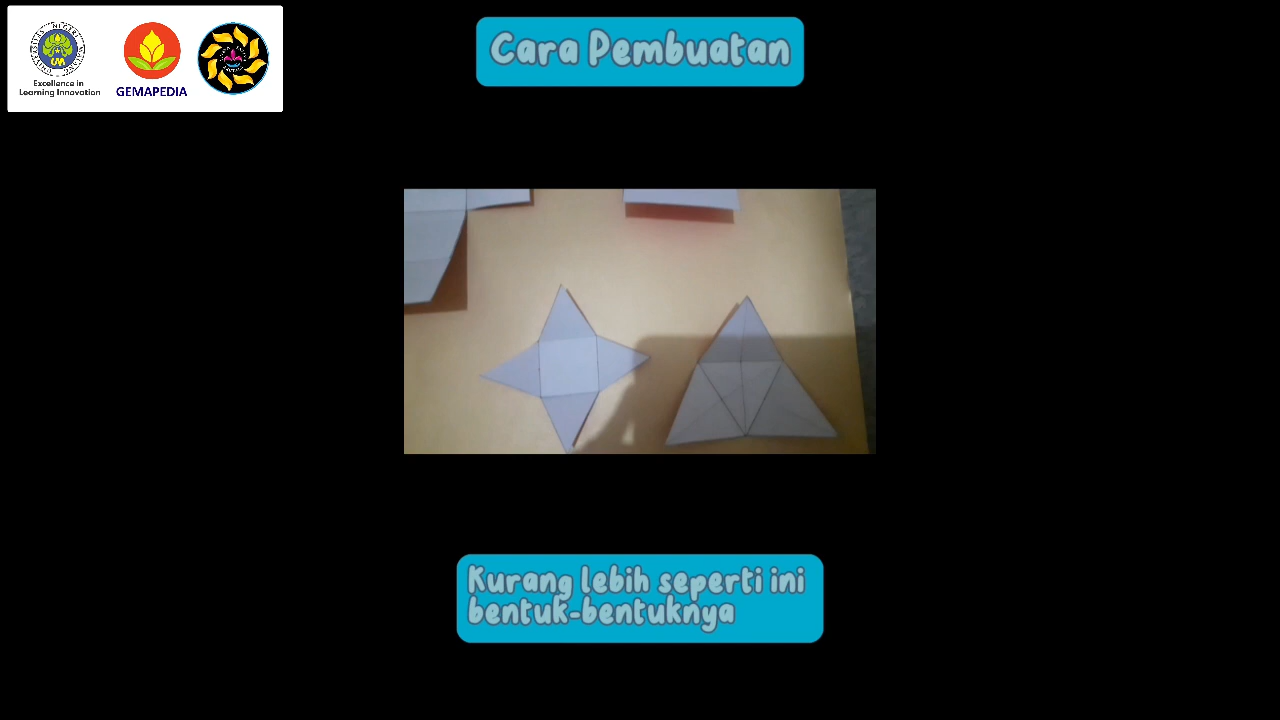 Cara Pembuatan
Excellence in
Learning Innovation
GEMAPEDIA
Kurang lebih seperti ini
bentuk-bentuknya